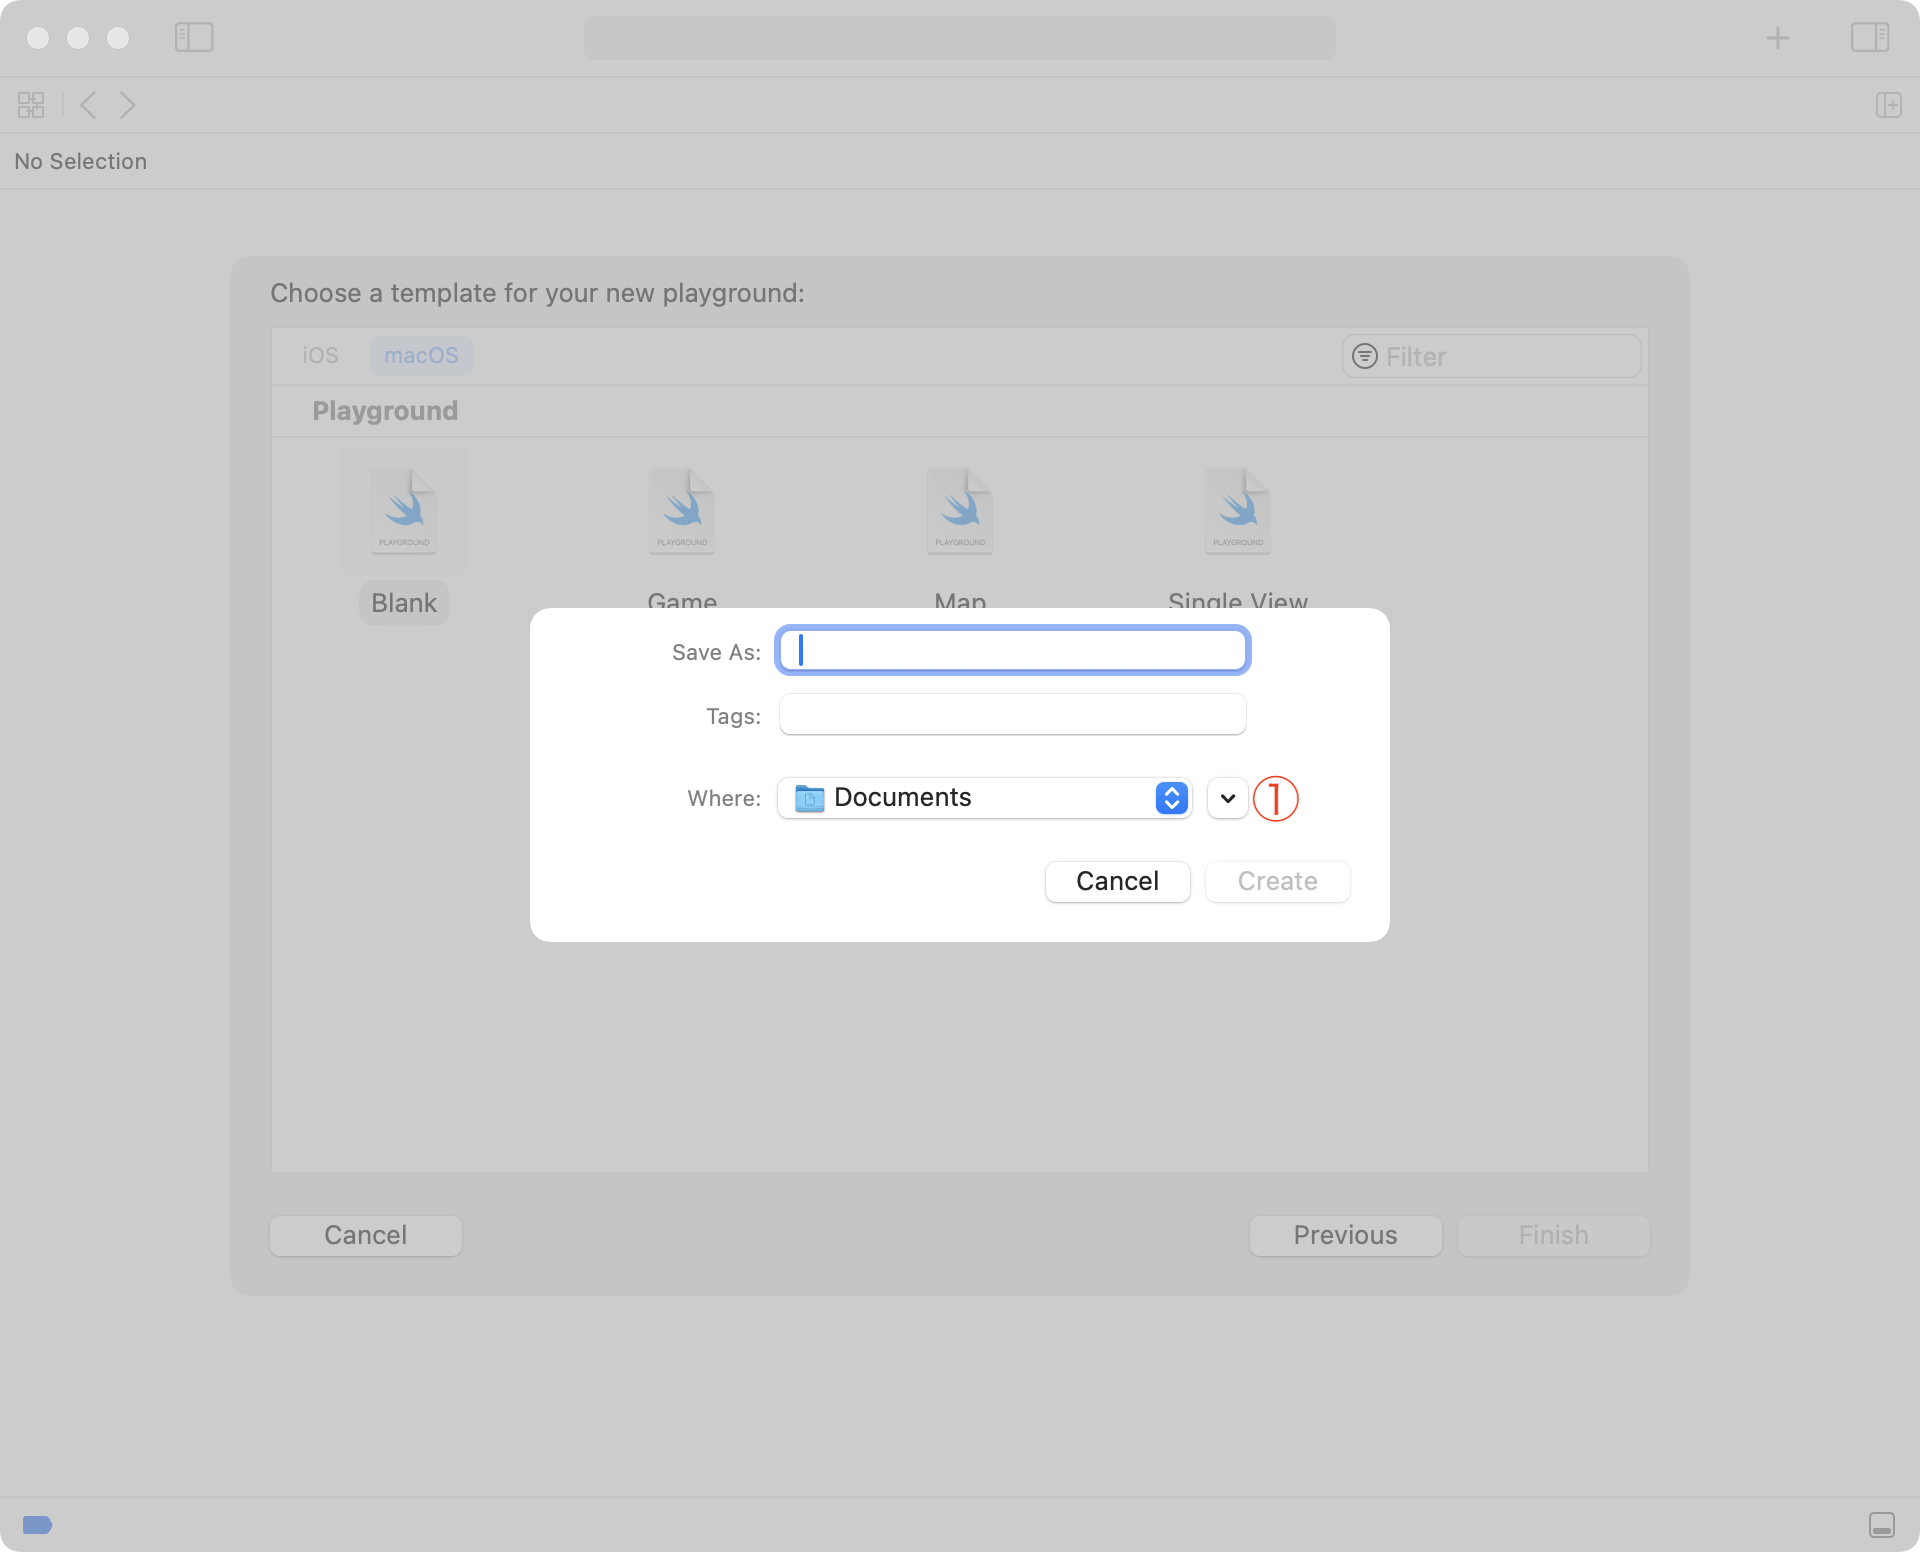 No Selection
Choose a template for your new playground:
iOS
macOS
Filter
Playground
PLAYGROUND
PLAYGROUND
PLAYGROUND
PLAYGROUND
Blank
Game
Map
Single View
Save As:
Tags:
Where:
Documents
①
Cancel
Create
Cancel
Previous
Finish